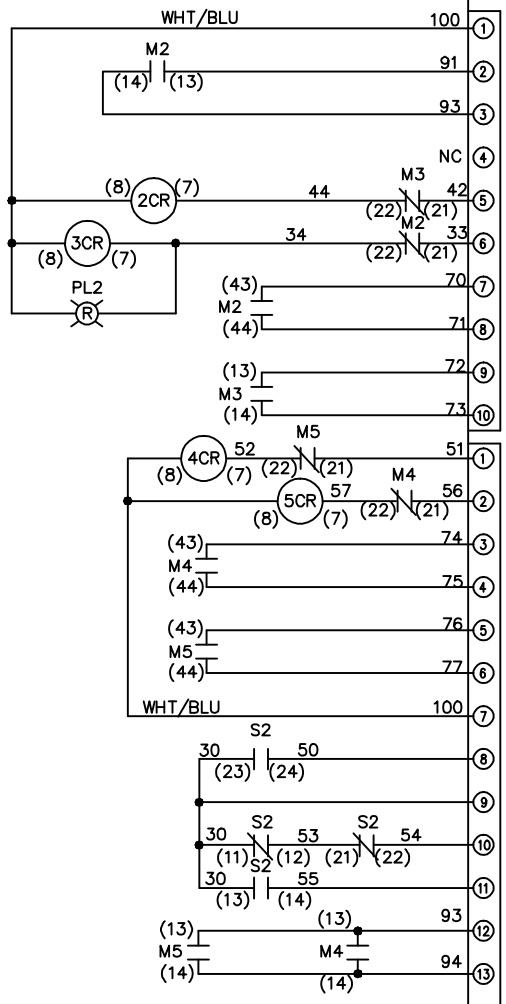 WHT/BLU 100 1
M2 91 2
(14) (13)
93 3
NC 4
(8) 2CR (7) 44 M3 42 5
(22) (21)
3CR 34 M2 33 6
(8) (7) (22) (21)
PL2 R
(43) 70 7
M2
(44) 71 8
(13) 72 9
M3
(14) 73 10
4CR 52 M5 51 1
(8) (7) (22) (21)
5CR 57 M4 56 2
(8) (7) (22) (21)
(43) 74 3
M4
(44) 75 4
(43) 76 5
M5
(44) 77 6
WHT/BLU 100 7
S2
30 50 8
(23) (24)
9
S2 S2
30 53 54 10
(11) (12) (21) (22)
S2
30 55 11
(13) (14)
(13) (13) 93 12
M5 M4
(14) (14) 94 13